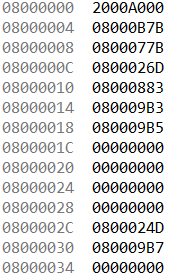 08000000 2000A000
08000004 08000B7B
08000008 0800077B
0800000C 0800026D
08000010 08000883
08000014 080009B3
08000018 080009B5
0800001C 00000000
08000020 00000000
08000024 00000000
08000028 00000000
0800002C 0800024D
08000030 080009B7
08000034 00000000